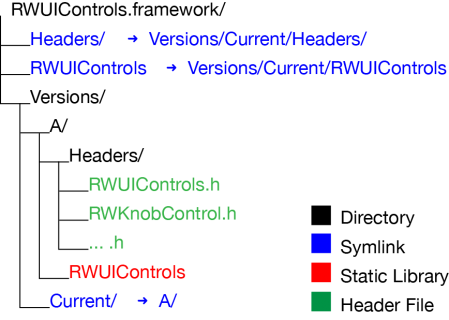 RWUIControls.framework/
Headers/ → Versions/Current/Headers/
RWUIControls → Versions/Current/RWUIControls
Versions/
A/
Headers/
RWUIControls.h
RWKnobControl.h
... .h
RWUIControls
Current/ → A/
Directory
Symlink
Static Library
Header File